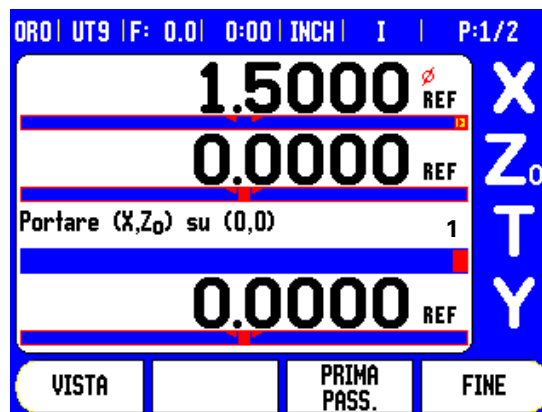 ORO| UT9 |F: 0.0| 0:00|INCH| I | P:1/2
1.5000 Ø REF X
0.0000 REF Z0
Portare (X,Z0) su (0,0) 1 T
0.0000 REF Y
VISTA PRIMA PASS. FINE